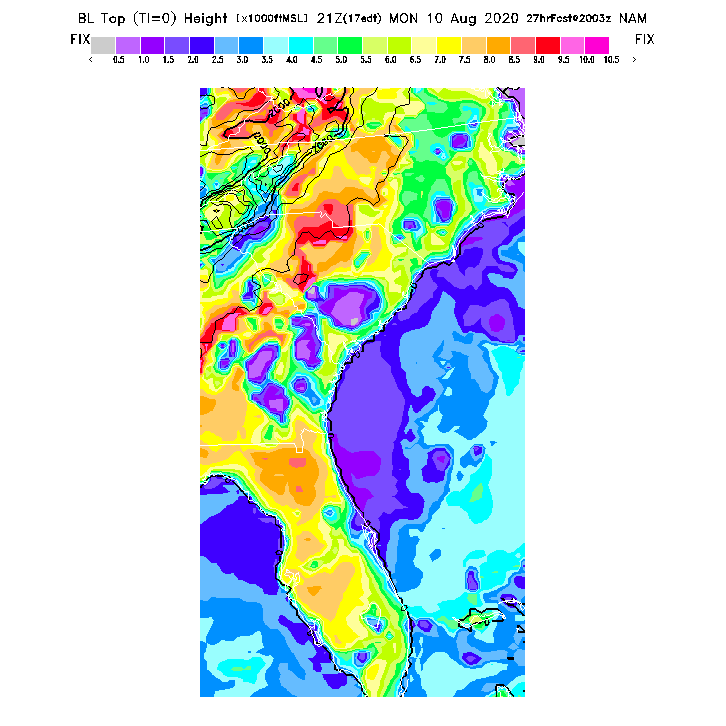 BL Top (TI=0) Height [x1000ftMSL] 21Z(17edt) MON 10 Aug 2020 27hrFcst@2003z NAM
FIX FIX
< 0.5 1.0 1.5 2.0 2.5 3.0 3.5 4.0 4.5 5.0 5.5 6.0 6.5 7.0 7.5 8.0 8.5 9.0 9.5 10.0 10.5 >
2000
2000
2000